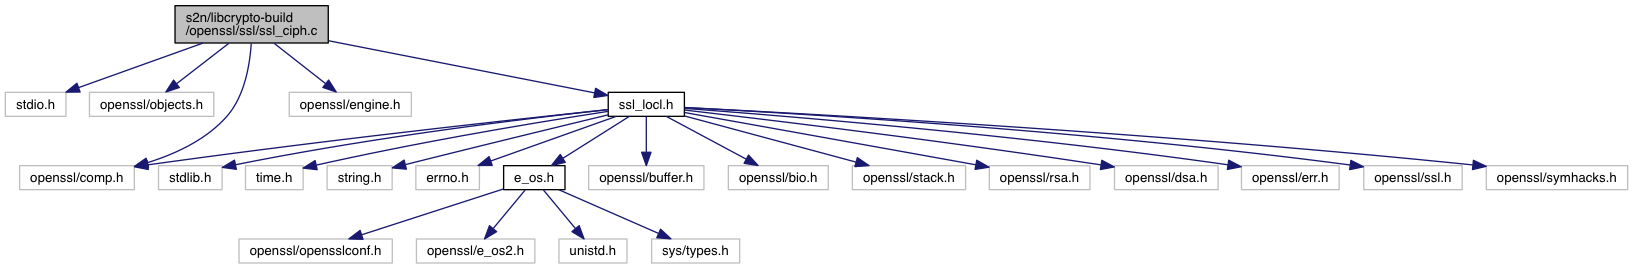 s2n/libcrypto-build
/openssl/ssl/ssl_ciph.c
stdio.h
openssl/objects.h
openssl/engine.h
ssl_locl.h
openssl/comp.h
stdlib.h
time.h
string.h
errno.h
e_os.h
openssl/buffer.h
openssl/bio.h
openssl/stack.h
openssl/rsa.h
openssl/dsa.h
openssl/err.h
openssl/ssl.h
openssl/symhacks.h
openssl/opensslconf.h
openssl/e_os2.h
unistd.h
sys/types.h